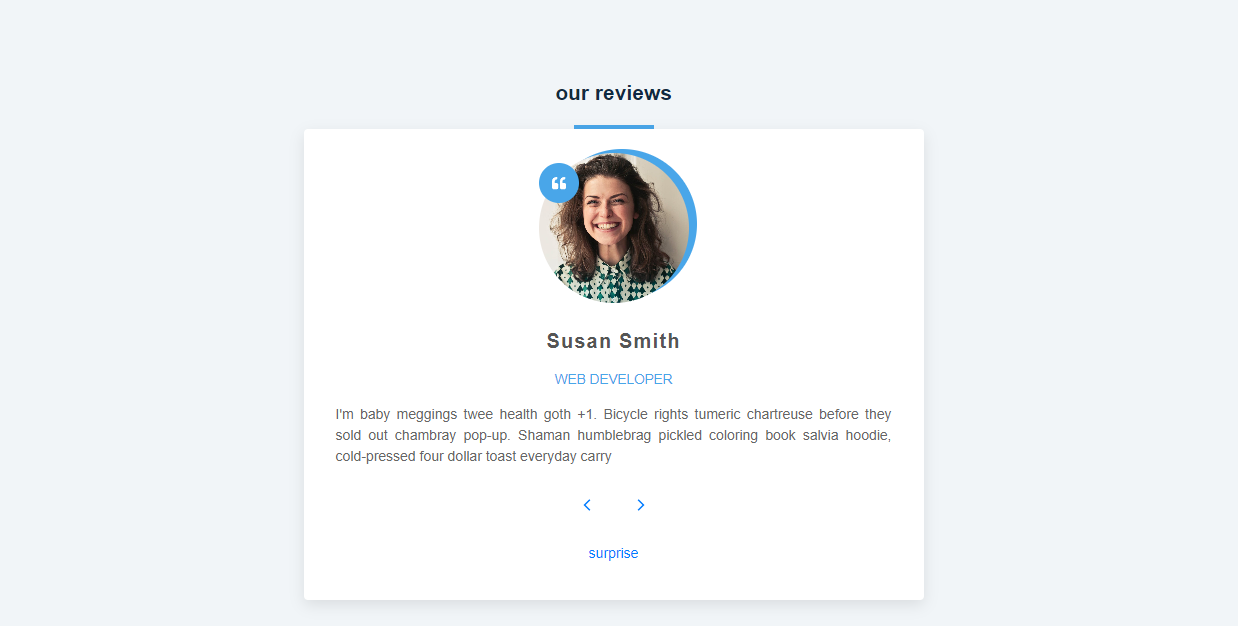 our reviews
Susan Smith
WEB DEVELOPER
I'm baby meggings twee health goth +1. Bicycle rights tumeric chartreuse before they
sold out chambray pop-up. Shaman humblebrag pickled coloring book salvia hoodie,
cold-pressed four dollar toast everyday carry
surprise